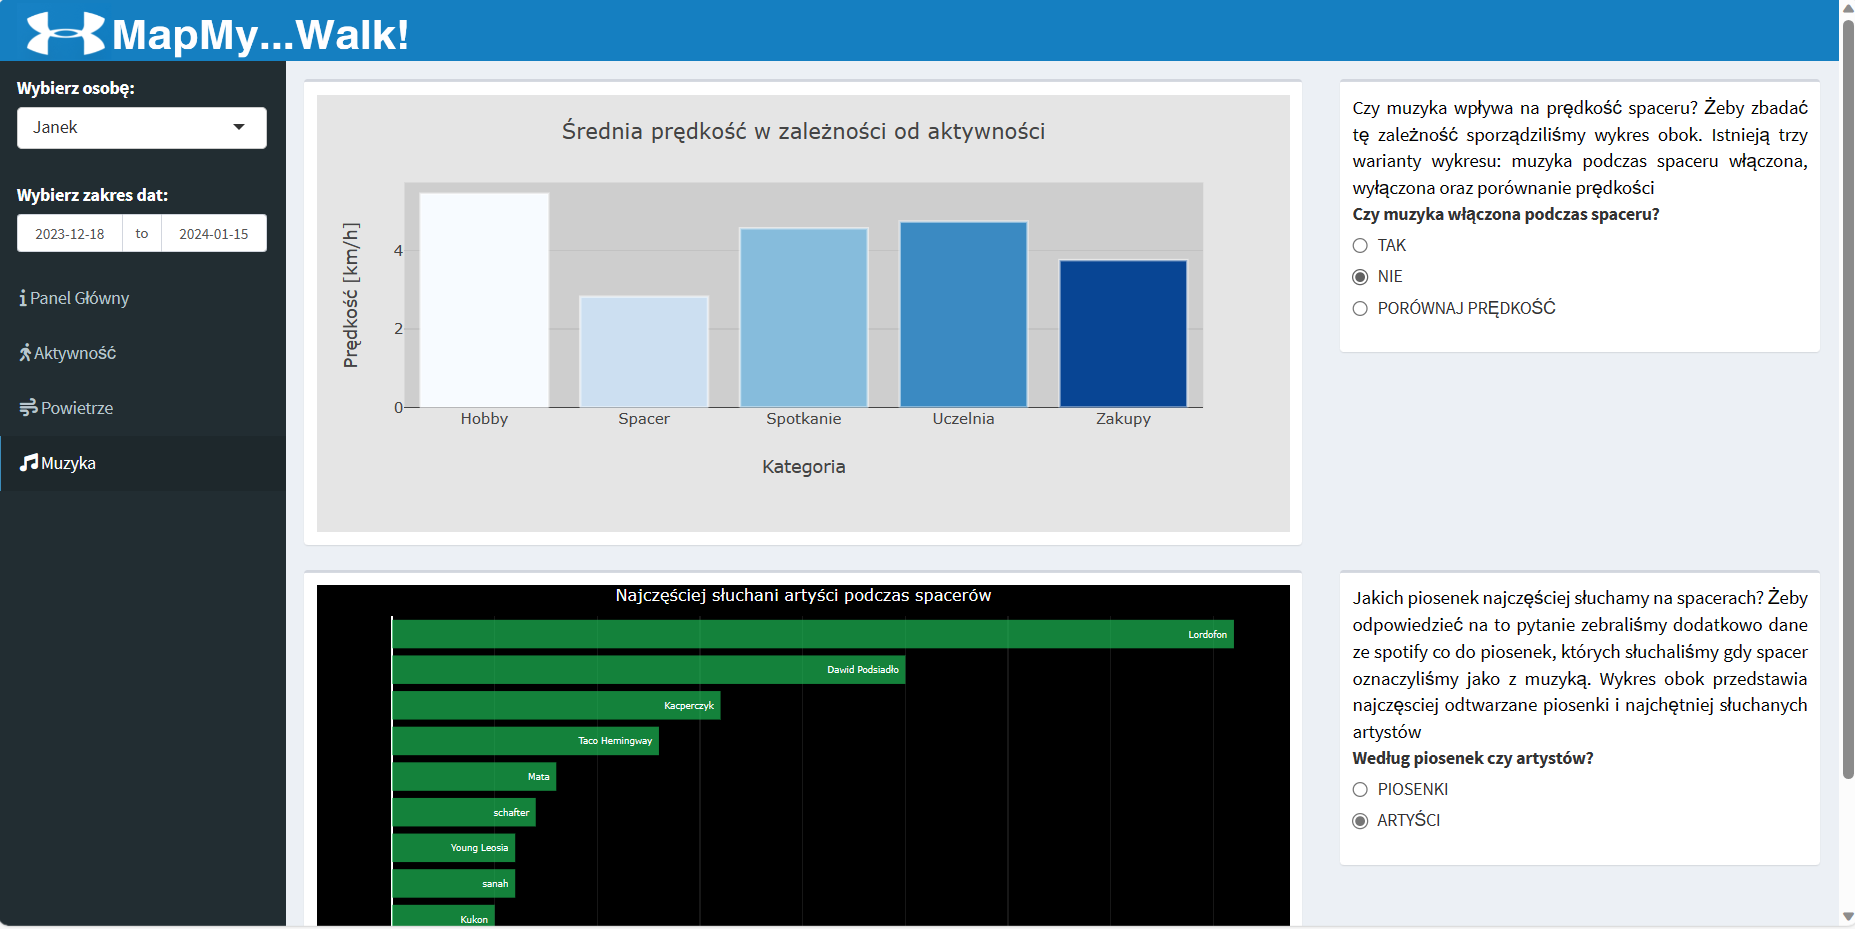 MapMy...Walk!
Wybierz osobę:
Janek
Wybierz zakres dat:
2023-12-18 to 2024-01-15
Panel Główny
Aktywność
Powietrze
Muzyka
Średnia prędkość w zależności od aktywności
Prędkość [km/h]
4
2
0
Hobby Spacer Spotkanie Uczelnia Zakupy
Kategoria
Czy muzyka wpływa na prędkość spaceru? Żeby zbadać
tę zależność sporządziliśmy wykres obok. Istnieją trzy
warianty wykresu: muzyka podczas spaceru włączona,
wyłączona oraz porównanie prędkości
Czy muzyka włączona podczas spaceru?
TAK
NIE
PORÓWNAJ PRĘDKOŚĆ
Najczęściej słuchani artyści podczas spacerów
Lordofon
Dawid Podsiadło
Kacperczyk
Taco Hemingway
Mata
schafter
Young Leosia
sanah
Kukon
Jakich piosenek najczęściej słuchamy na spacerach? Żeby
odpowiedzieć na to pytanie zebraliśmy dodatkowo dane
ze spotify co do piosenek, których słuchaliśmy gdy spacer
oznaczyliśmy jako z muzyką. Wykres obok przedstawia
najczęsciej odtwarzane piosenki i najchętniej słuchanych
artystów
Według piosenek czy artystów?
PIOSENKI
ARTYŚCI